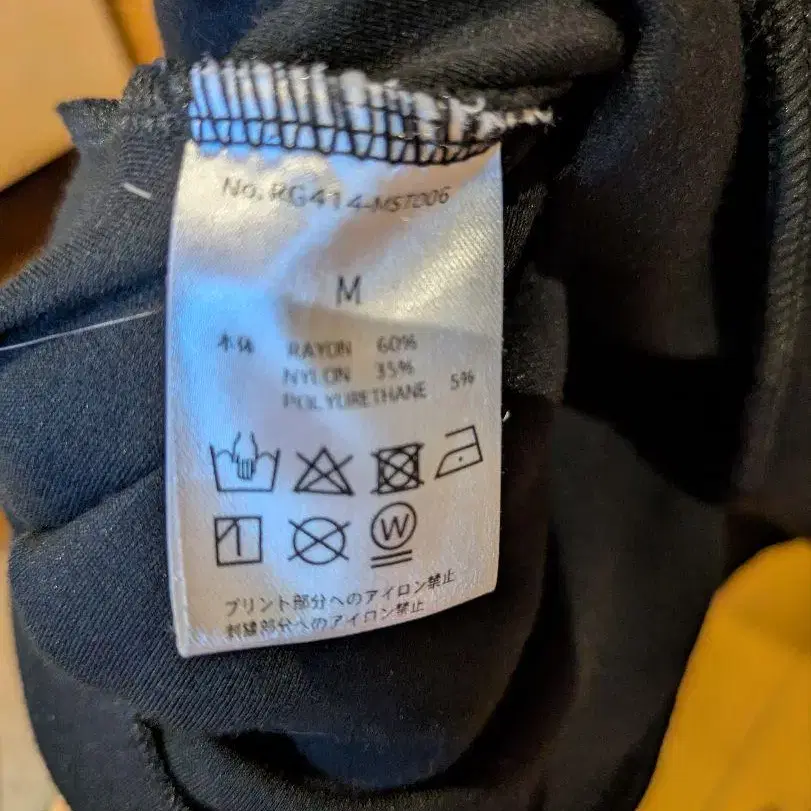 No. RG414-MST006
M
本体 RAYON 60%
NYLON 35%
POLYURETHANE 5%
W
プリント部分へのアイロン禁止
刺繍部分へのアイロン禁止